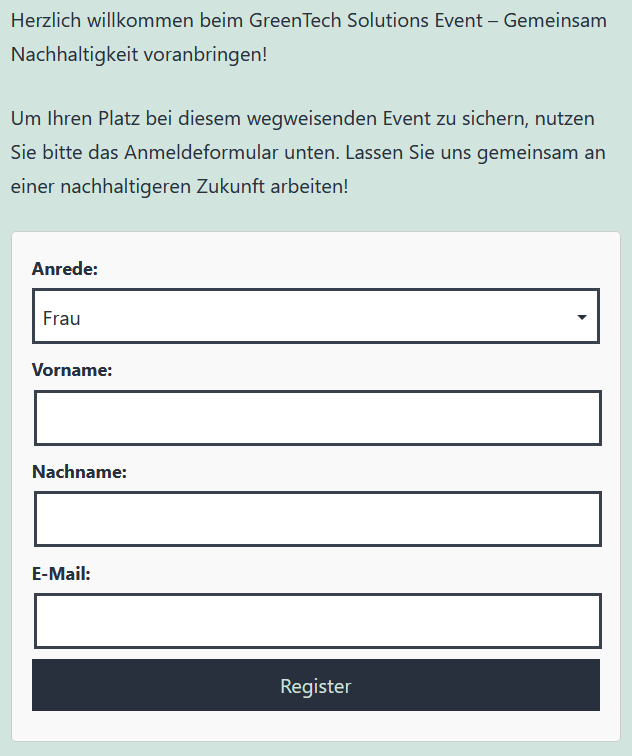 Herzlich willkommen beim GreenTech Solutions Event – Gemeinsam
Nachhaltigkeit voranbringen!
Um Ihren Platz bei diesem wegweisenden Event zu sichern, nutzen
Sie bitte das Anmeldeformular unten. Lassen Sie uns gemeinsam an
einer nachhaltigeren Zukunft arbeiten!
Anrede:
Frau
Vorname:
Nachname:
E-Mail:
Register